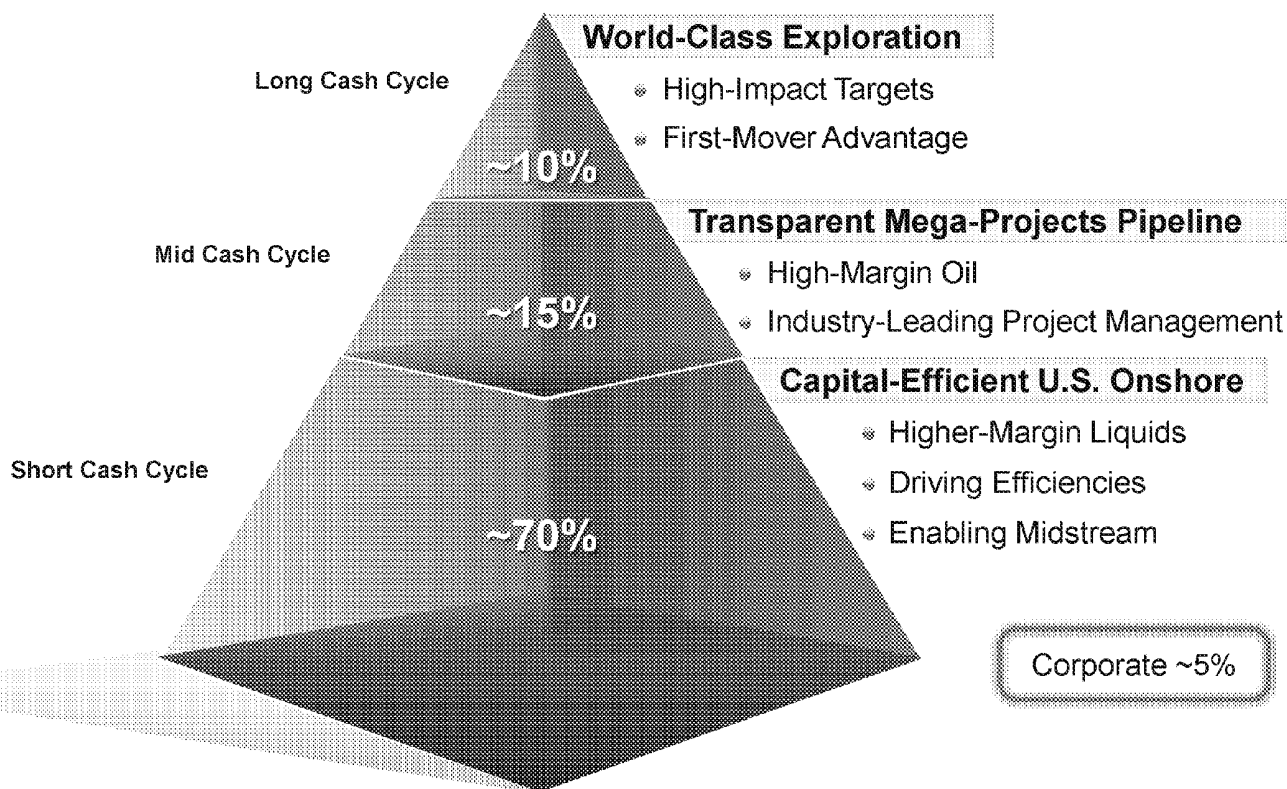 World-Class Exploration
Long Cash Cycle
• High-Impact Targets
• First-Mover Advantage
~10%
Transparent Mega-Projects Pipeline
Mid Cash Cycle
• High-Margin Oil
~15%
• Industry-Leading Project Management
Capital-Efficient U.S. Onshore
• Higher-Margin Liquids
Short Cash Cycle
• Driving Efficiencies
~70%
• Enabling Midstream
Corporate ~5%